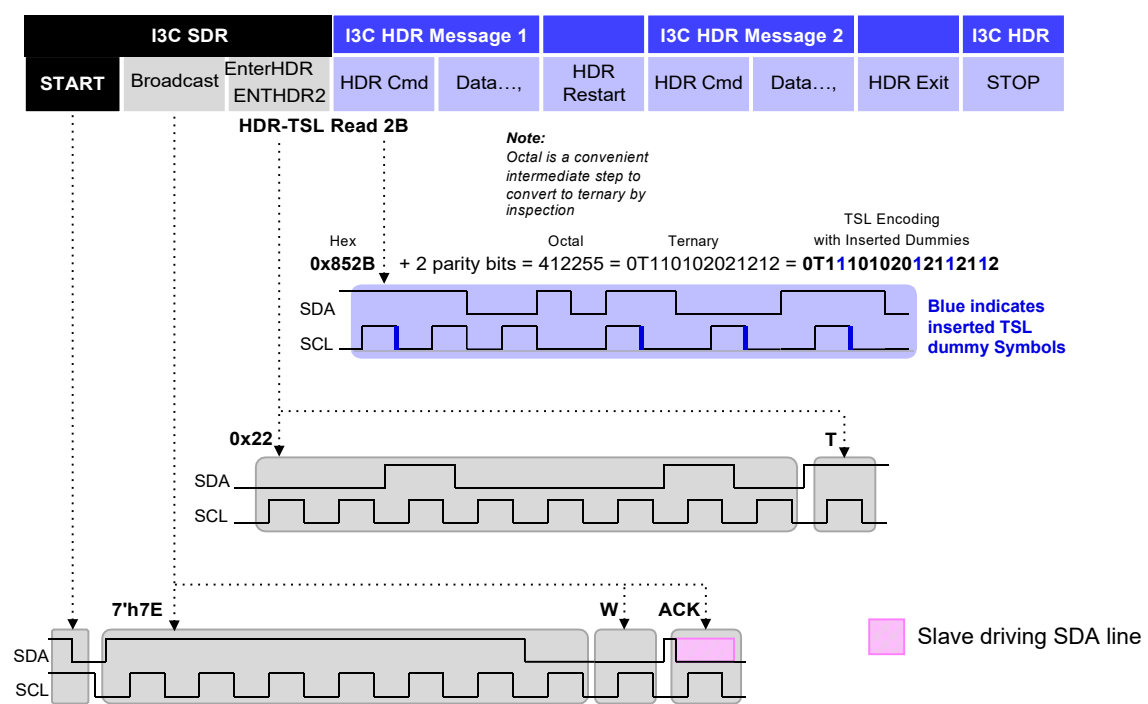 I3C SDR I3C HDR Message 1 I3C HDR Message 2 I3C HDR
START Broadcast EnterHDR ENTHDR2 HDR Cmd Data…, HDR Restart HDR Cmd Data…, HDR Exit STOP
HDR-TSL Read 2B
Note:
Octal is a convenient
intermediate step to
convert to ternary by
inspection
TSL Encoding
with Inserted Dummies
Hex Octal Ternary
0x852B + 2 parity bits = 412255 = 0T110102021212 = 0T1110102012112112
SDA
SCL
Blue indicates
inserted TSL
dummy Symbols
0x22 T
SDA
SCL
7'h7E W ACK
SDA
SCL
Slave driving SDA line